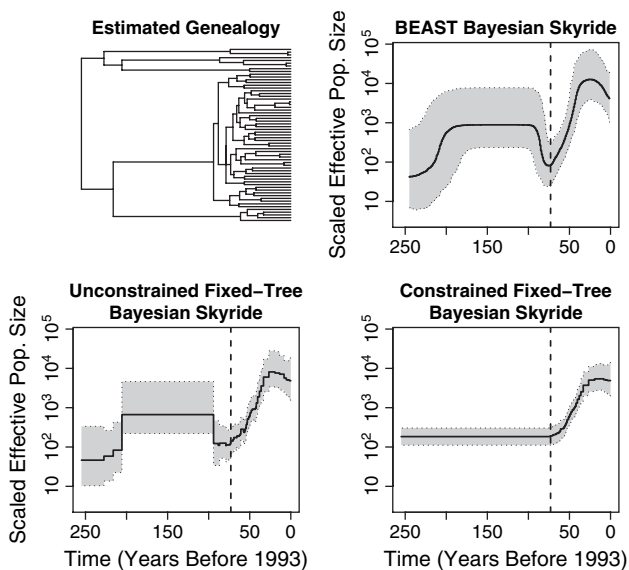 Estimated Genealogy
BEAST Bayesian Skyride
Scaled Effective Pop. Size
10^5
10^4
10^3
10^2
10
250
150
50
0
Unconstrained Fixed−Tree
Bayesian Skyride
Scaled Effective Pop. Size
10^5
10^4
10^3
10^2
10
250
150
50
0
Time (Years Before 1993)
Constrained Fixed−Tree
Bayesian Skyride
10^5
10^4
10^3
10^2
10
250
150
50
0
Time (Years Before 1993)